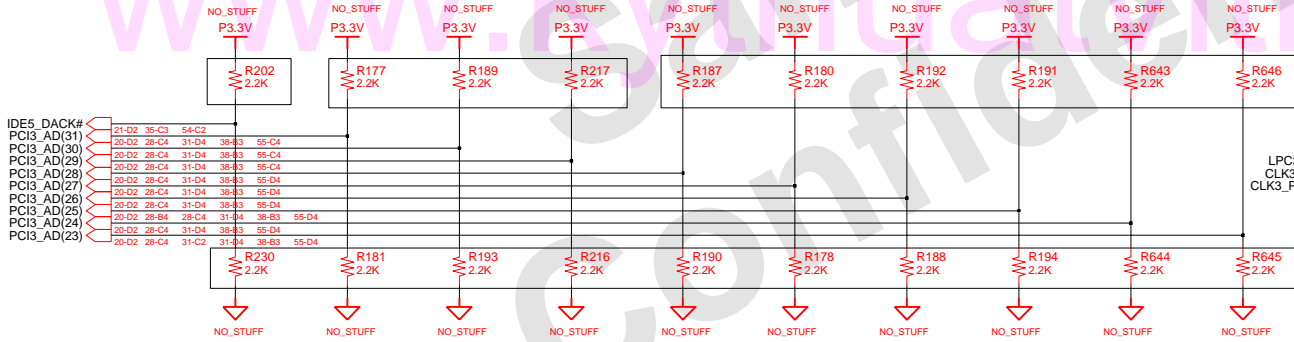 NO_STUFF NO_STUFF NO_STUFF NO_STUFF NO_STUFF NO_STUFF NO_STUFF NO_STUFF NO_STUFF NO_STUFF
P3.3V P3.3V P3.3V P3.3V P3.3V P3.3V P3.3V P3.3V P3.3V P3.3V
R202 R177 R189 R217 R187 R180 R192 R191 R643 R646
2.2K 2.2K 2.2K 2.2K 2.2K 2.2K 2.2K 2.2K 2.2K 2.2K
IDE5_DACK#
21-D2 35-C3 54-C2
PCI3_AD(31)
20-D2 28-C4 31-D4 38-B3 55-C4
PCI3_AD(30)
20-D2 28-C4 31-D4 38-B3 55-C4
PCI3_AD(29)
20-D2 28-C4 31-D4 38-B3 55-C4
PCI3_AD(28)
20-D2 28-C4 31-D4 38-B3 55-D4
PCI3_AD(27)
20-D2 28-C4 31-D4 38-B3 55-D4
PCI3_AD(26)
20-D2 28-C4 31-D4 38-B3 55-D4
PCI3_AD(25)
20-D2 28-B4 28-C4 31-D4 38-B3 55-D4
PCI3_AD(24)
20-D2 28-C4 31-D4 38-B3 55-D4
PCI3_AD(23)
20-D2 28-C4 31-C2 31-D4 38-B3 55-D4
LPC
CLK3
CLK3_F
R230 R181 R193 R216 R190 R178 R188 R194 R644 R645
2.2K 2.2K 2.2K 2.2K 2.2K 2.2K 2.2K 2.2K 2.2K 2.2K
NO_STUFF NO_STUFF NO_STUFF NO_STUFF NO_STUFF NO_STUFF NO_STUFF NO_STUFF NO_STUFF NO_STUFF